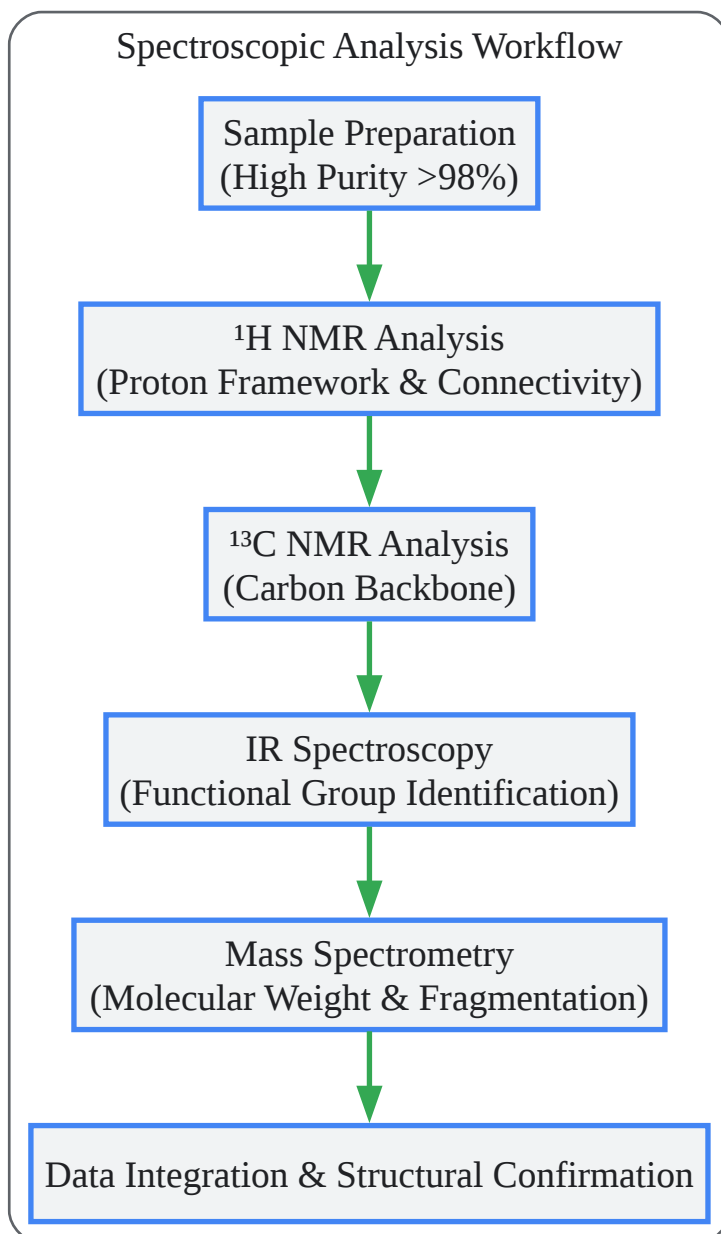 Spectroscopic Analysis Workflow
Sample Preparation
(High Purity >98%)
¹H NMR Analysis
(Proton Framework & Connectivity)
¹³C NMR Analysis
(Carbon Backbone)
IR Spectroscopy
(Functional Group Identification)
Mass Spectrometry
(Molecular Weight & Fragmentation)
Data Integration & Structural Confirmation